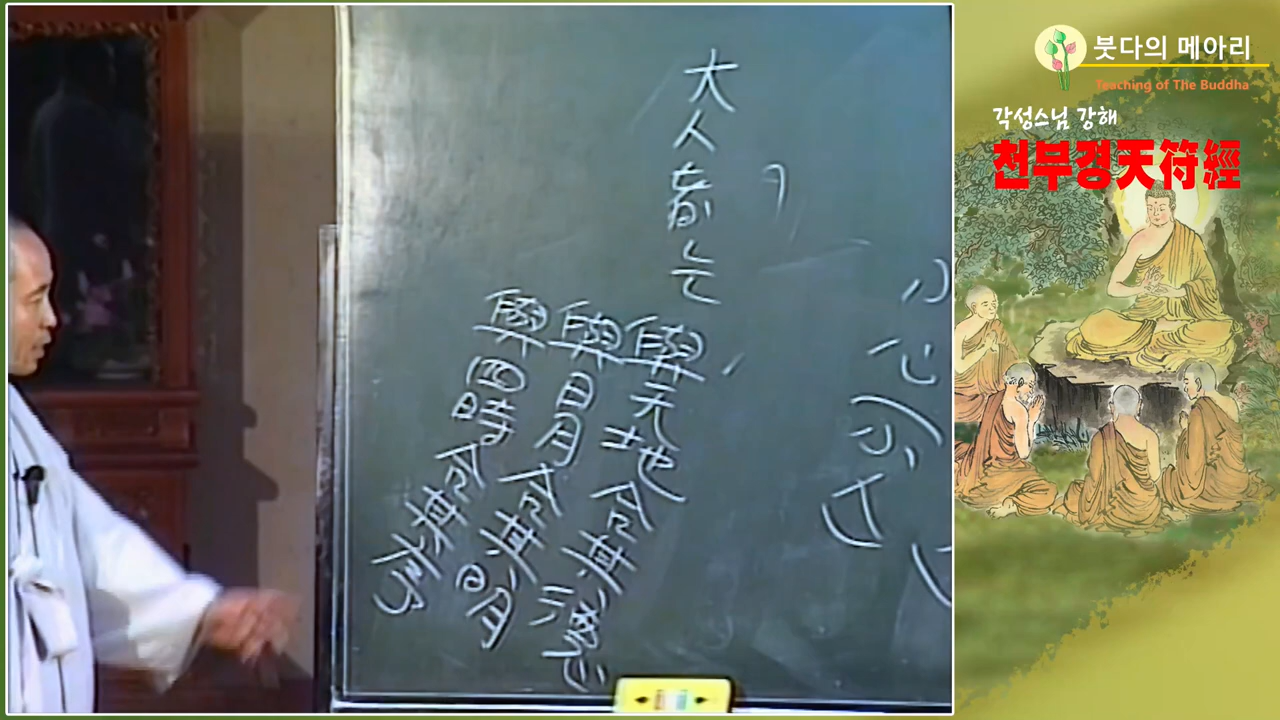 大人者는
與天地合其德
與日月合其明
與四時合其序
붓다의 메아리
Teaching of The Buddha
각성스님 강해
천부경天符經